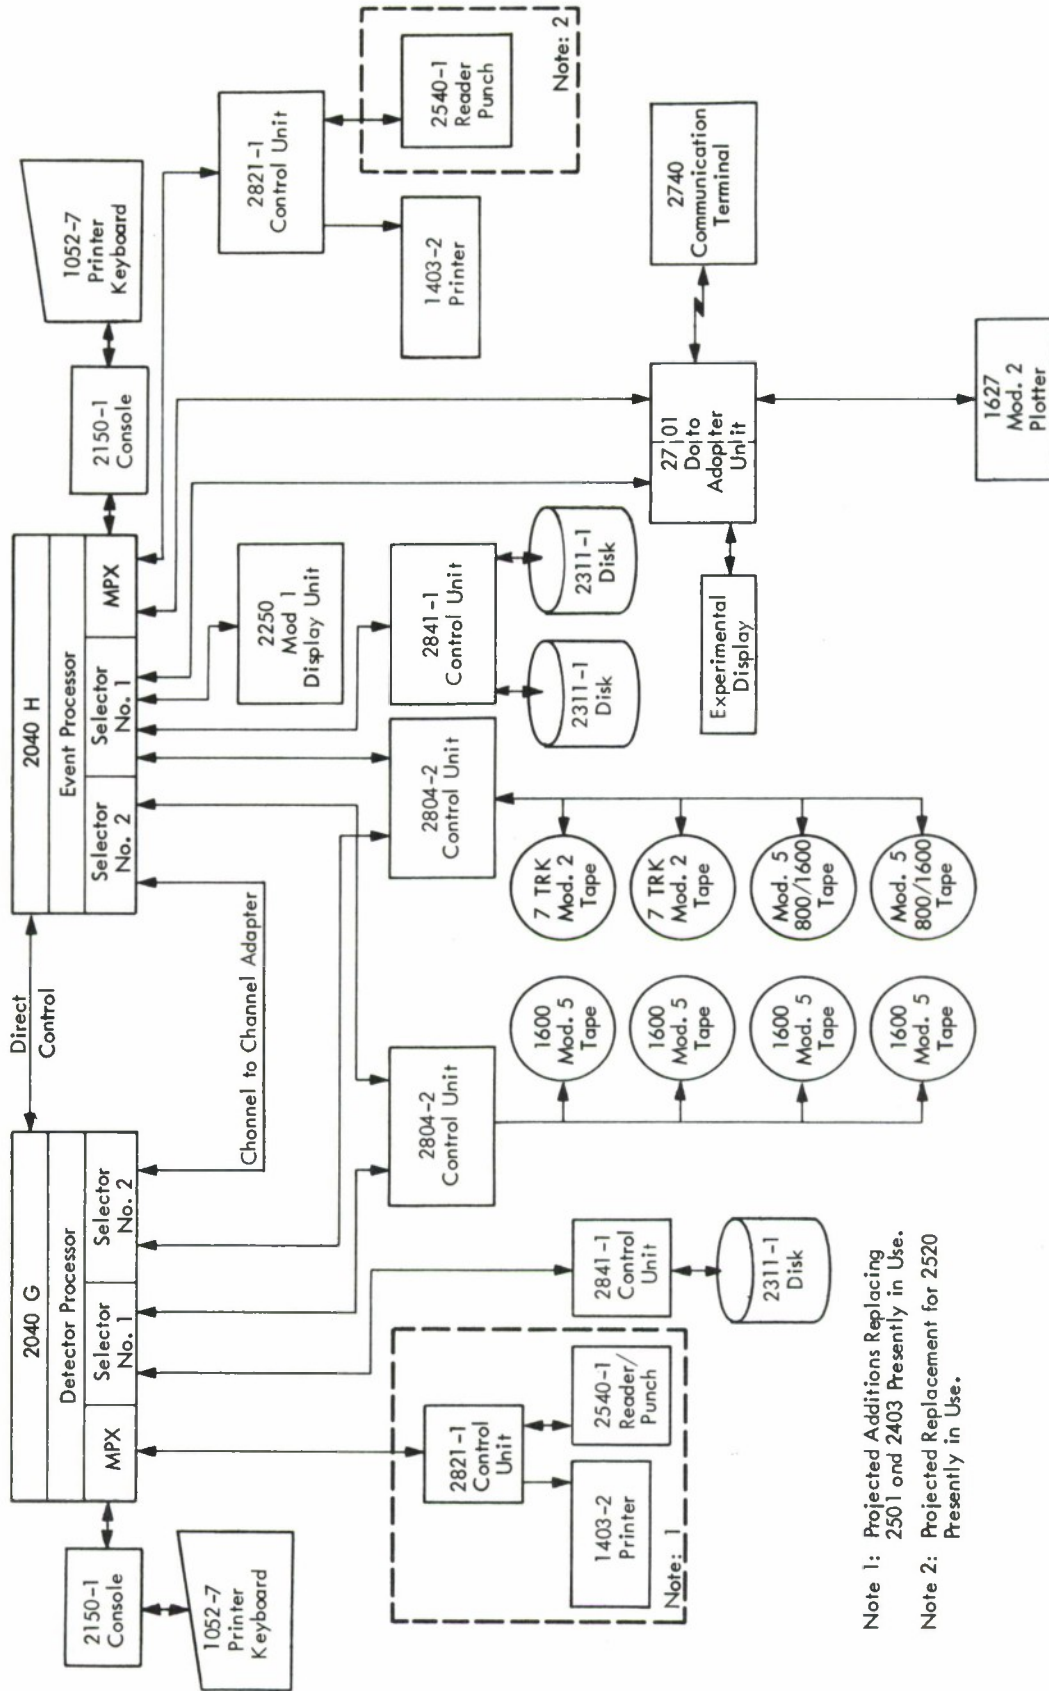 2040 G
Detector Processor
MPX
Selector
No. 1
Selector
No. 2
Direct
Control
2040 H
Event Processor
Selector
No. 2
Selector
No. 1
MPX
2150-1
Console
1052-7
Printer
Keyboard
2150-1
Console
1052-7
Printer
Keyboard
Channel to Channel Adapter
2821-1
Control
Unit
1403-2
Printer
2540-1
Reader/
Punch
Note: 1
2841-1
Control
Unit
2311-1
Disk
2804-2
Control Unit
1600
Mod. 5
Tape
1600
Mod. 5
Tape
1600
Mod. 5
Tape
1600
Mod. 5
Tape
2804-2
Control Unit
7 TRK
Mod. 2
Tape
7 TRK
Mod. 2
Tape
Mod. 5
800/1600
Tape
Mod. 5
800/1600
Tape
2250
Mod 1
Display Unit
2841-1
Control Unit
2311-1
Disk
2311-1
Disk
2821-1
Control Unit
1403-2
Printer
2540-1
Reader
Punch
Note: 2
2701
Data
Adapter
Unit
Experimental
Display
2740
Communication
Terminal
1627
Mod. 2
Plotter
Note 1: Projected Additions Replacing
2501 and 2403 Presently in Use.
Note 2: Projected Replacement for 2520
Presently in Use.